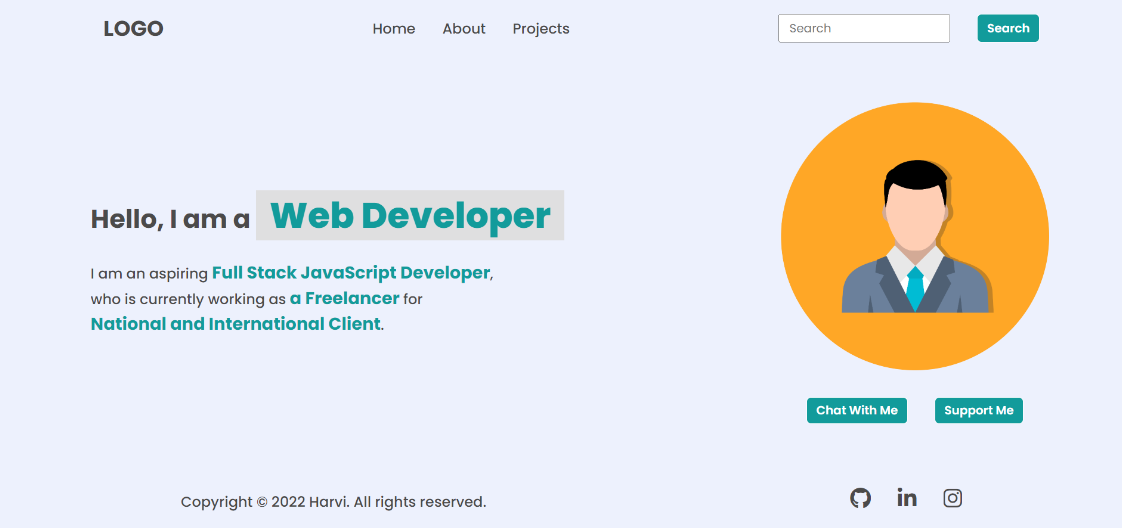 LOGO
Home About Projects
Search Search
Hello, I am a Web Developer
I am an aspiring Full Stack JavaScript Developer,
who is currently working as a Freelancer for
National and International Client.
Chat With Me Support Me
Copyright © 2022 Harvi. All rights reserved.
in